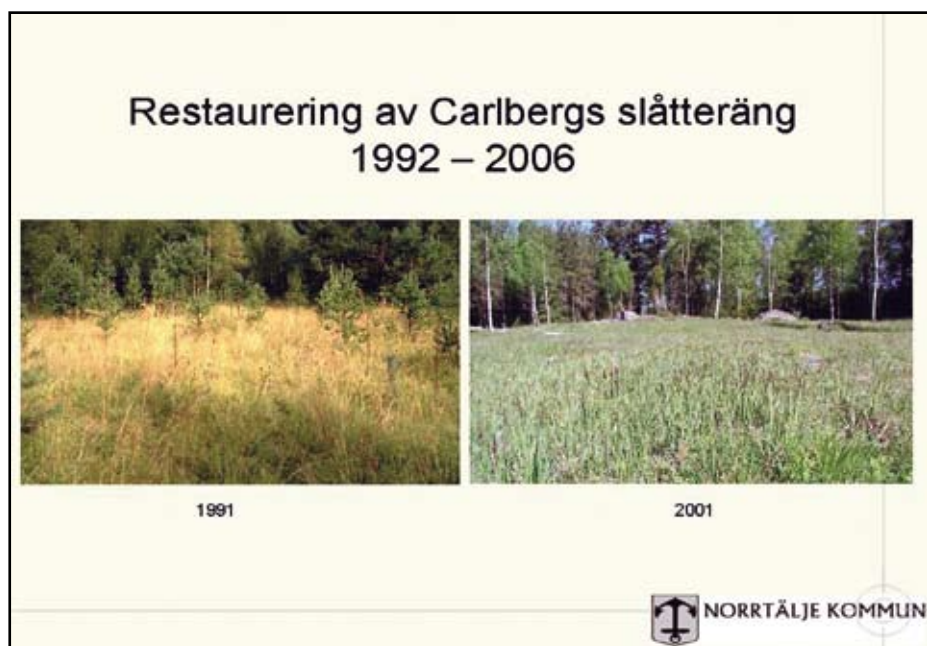 Restaurering av Carlbergs slåtteräng
1992 – 2006
1991
2001
NORRTÄLJE KOMMUN